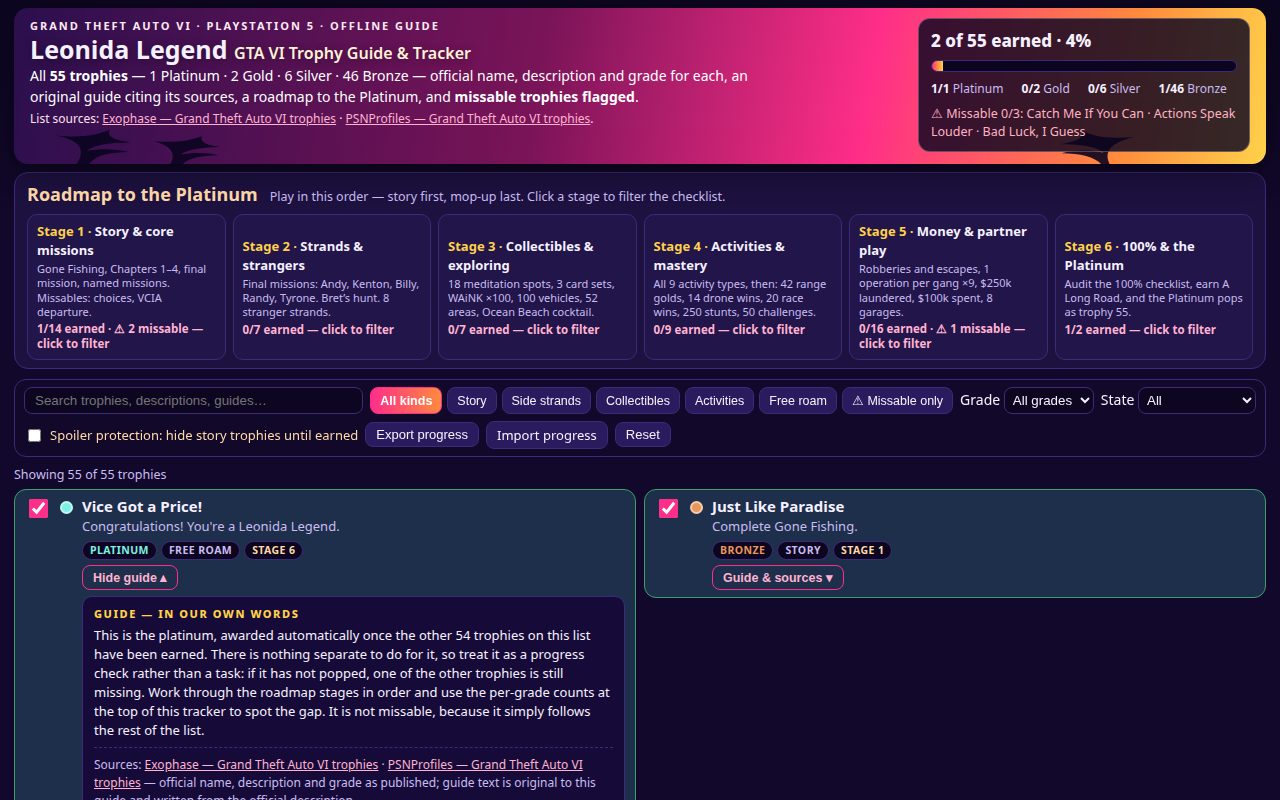 GRAND THEFT AUTO VI · PLAYSTATION 5 · OFFLINE GUIDE
Leonida Legend GTA VI Trophy Guide & Tracker
All 55 trophies — 1 Platinum · 2 Gold · 6 Silver · 46 Bronze — official name, description and grade for each, an
original guide citing its sources, a roadmap to the Platinum, and missable trophies flagged.
List sources: Exophase — Grand Theft Auto VI trophies · PSNProfiles — Grand Theft Auto VI trophies.
2 of 55 earned · 4%
1/1 Platinum 0/2 Gold 0/6 Silver 1/46 Bronze
⚠ Missable 0/3: Catch Me If You Can · Actions Speak
Louder · Bad Luck, I Guess
Roadmap to the Platinum Play in this order — story first, mop-up last. Click a stage to filter the checklist.
Stage 1 · Story & core
missions
Gone Fishing, Chapters 1–4, final
mission, named missions.
Missables: choices, VCIA
departure.
1/14 earned · ⚠ 2 missable —
click to filter
Stage 2 · Strands &
strangers
Final missions: Andy, Kenton, Billy,
Randy, Tyrone. Bret's hunt. 8
stranger strands.
0/7 earned — click to filter
Stage 3 · Collectibles &
exploring
18 meditation spots, 3 card sets,
WAiNK ×100, 100 vehicles, 52
areas, Ocean Beach cocktail.
0/7 earned — click to filter
Stage 4 · Activities &
mastery
All 9 activity types, then: 42 range
golds, 14 drone wins, 20 race
wins, 250 stunts, 50 challenges.
0/9 earned — click to filter
Stage 5 · Money & partner
play
Robberies and escapes, 1
operation per gang ×9, $250k
laundered, $100k spent, 8
garages.
0/16 earned · ⚠ 1 missable —
click to filter
Stage 6 · 100% & the
Platinum
Audit the 100% checklist, earn A
Long Road, and the Platinum pops
as trophy 55.
1/2 earned — click to filter
Search trophies, descriptions, guides… All kinds Story Side strands Collectibles Activities Free roam ⚠ Missable only Grade All grades State All
Spoiler protection: hide story trophies until earned Export progress Import progress Reset
Showing 55 of 55 trophies
Vice Got a Price!
Congratulations! You're a Leonida Legend.
PLATINUM FREE ROAM STAGE 6
Hide guide ▴
GUIDE — IN OUR OWN WORDS
This is the platinum, awarded automatically once the other 54 trophies on this list
have been earned. There is nothing separate to do for it, so treat it as a progress
check rather than a task: if it has not popped, one of the other trophies is still
missing. Work through the roadmap stages in order and use the per-grade counts at
the top of this tracker to spot the gap. It is not missable, because it simply follows
the rest of the list.
Sources: Exophase — Grand Theft Auto VI trophies · PSNProfiles — Grand Theft Auto VI
trophies — official name, description and grade as published; guide text is original to this
guide and written from the official description.
Just Like Paradise
Complete Gone Fishing.
BRONZE STORY STAGE 1
Guide & sources ▾